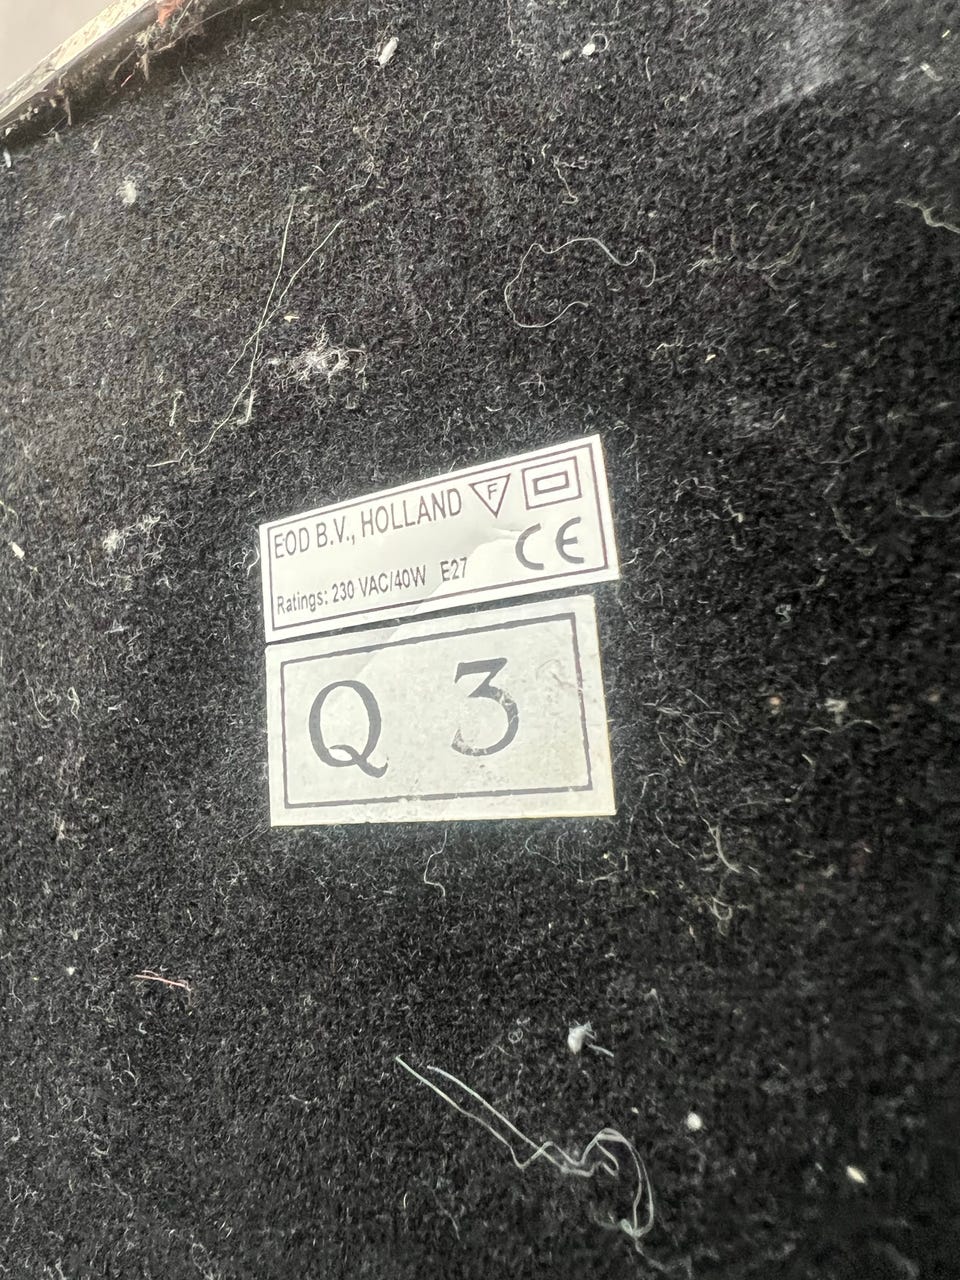 EOD B.V., HOLLAND F
CE
Ratings: 230 VAC/40W E27
Q 3